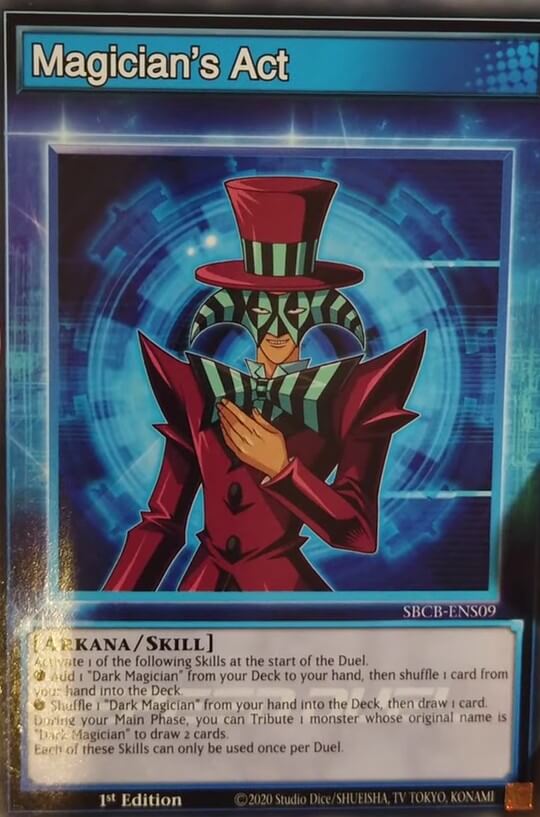 Magician's Act
SBCB-ENS09
[ARKANA/SKILL]
Activate 1 of the following Skills at the start of the Duel.
● Add 1 "Dark Magician" from your Deck to your hand, then shuffle 1 card from
your hand into the Deck.
● Shuffle 1 "Dark Magician" from your hand into the Deck, then draw 1 card.
During your Main Phase, you can Tribute 1 monster whose original name is
"Dark Magician" to draw 2 cards.
Each of these Skills can only be used once per Duel.
1st Edition
©2020 Studio Dice/SHUEISHA, TV TOKYO, KONAMI